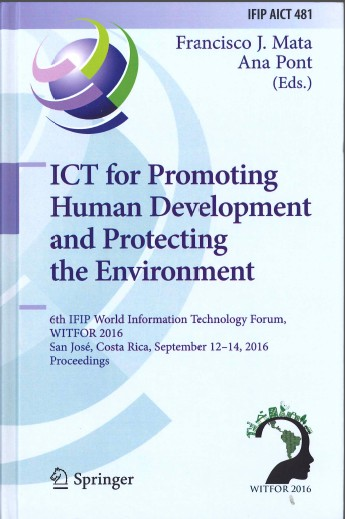 IFIP AICT 481
Francisco J. Mata
Ana Pont
(Eds.)
ICT for Promoting
Human Development
and Protecting
the Environment
6th IFIP World Information Technology Forum,
WITFOR 2016
San José, Costa Rica, September 12–14, 2016
Proceedings
Springer
WITFOR 2016